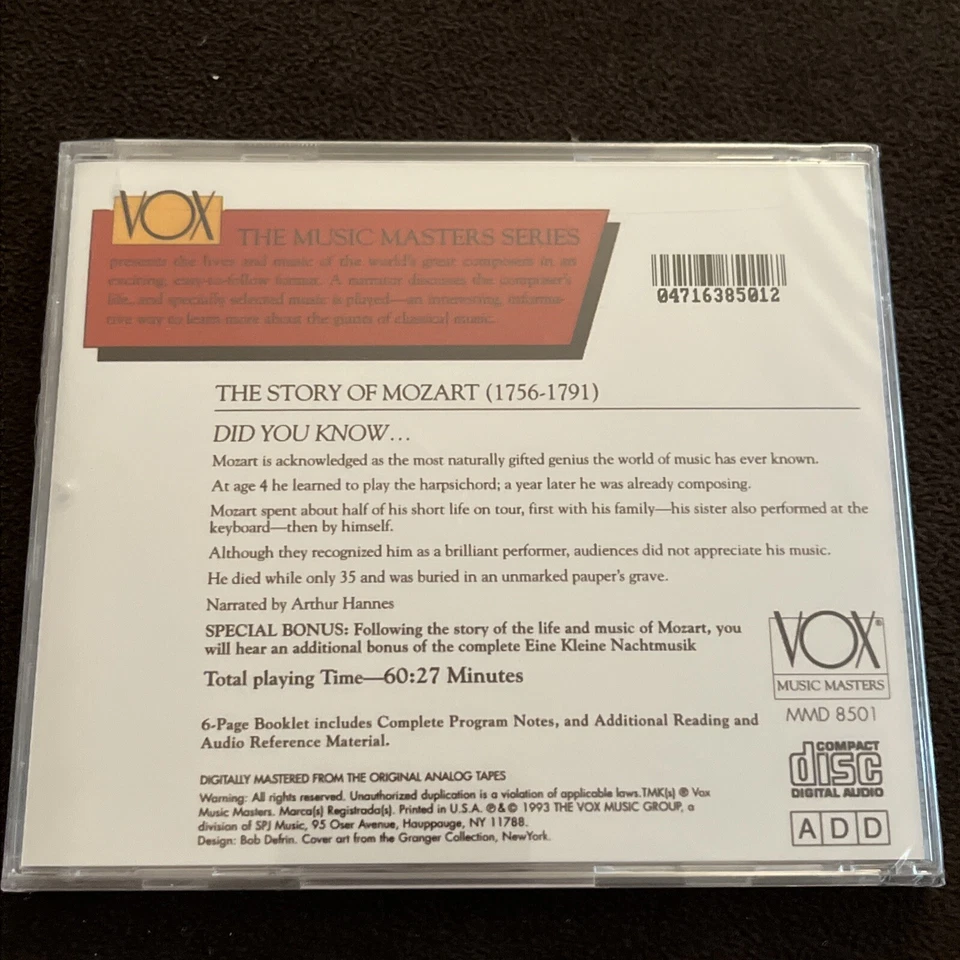 VOX
THE MUSIC MASTERS SERIES
presents the lives and music of the world's great composers in an
exciting, easy-to-follow format. A narrator discusses the composer's
life, and specially selected music is played—an interesting, informa-
tive way to learn more about the giants of classical music.
04716385012
THE STORY OF MOZART (1756-1791)
DID YOU KNOW...
Mozart is acknowledged as the most naturally gifted genius the world of music has ever known.
At age 4 he learned to play the harpsichord; a year later he was already composing.
Mozart spent about half of his short life on tour, first with his family—his sister also performed at the
keyboard—then by himself.
Although they recognized him as a brilliant performer, audiences did not appreciate his music.
He died while only 35 and was buried in an unmarked pauper's grave.
Narrated by Arthur Hannes
SPECIAL BONUS: Following the story of the life and music of Mozart, you
will hear an additional bonus of the complete Eine Kleine Nachtmusik
Total playing Time—60:27 Minutes
VOX®
MUSIC MASTERS
MMD 8501
6-Page Booklet includes Complete Program Notes, and Additional Reading and
Audio Reference Material.
COMPACT
disc
DIGITAL AUDIO
DIGITALLY MASTERED FROM THE ORIGINAL ANALOG TAPES
Warning: All rights reserved. Unauthorized duplication is a violation of applicable laws.TMK(s) ® Vox
Music Masters. Marca(s) Registrada(s). Printed in U.S.A. ℗&© 1993 THE VOX MUSIC GROUP, a
division of SPJ Music, 95 Oser Avenue, Hauppauge, NY 11788.
Design: Bob Defrin. Cover art from the Granger Collection, NewYork.
A D D